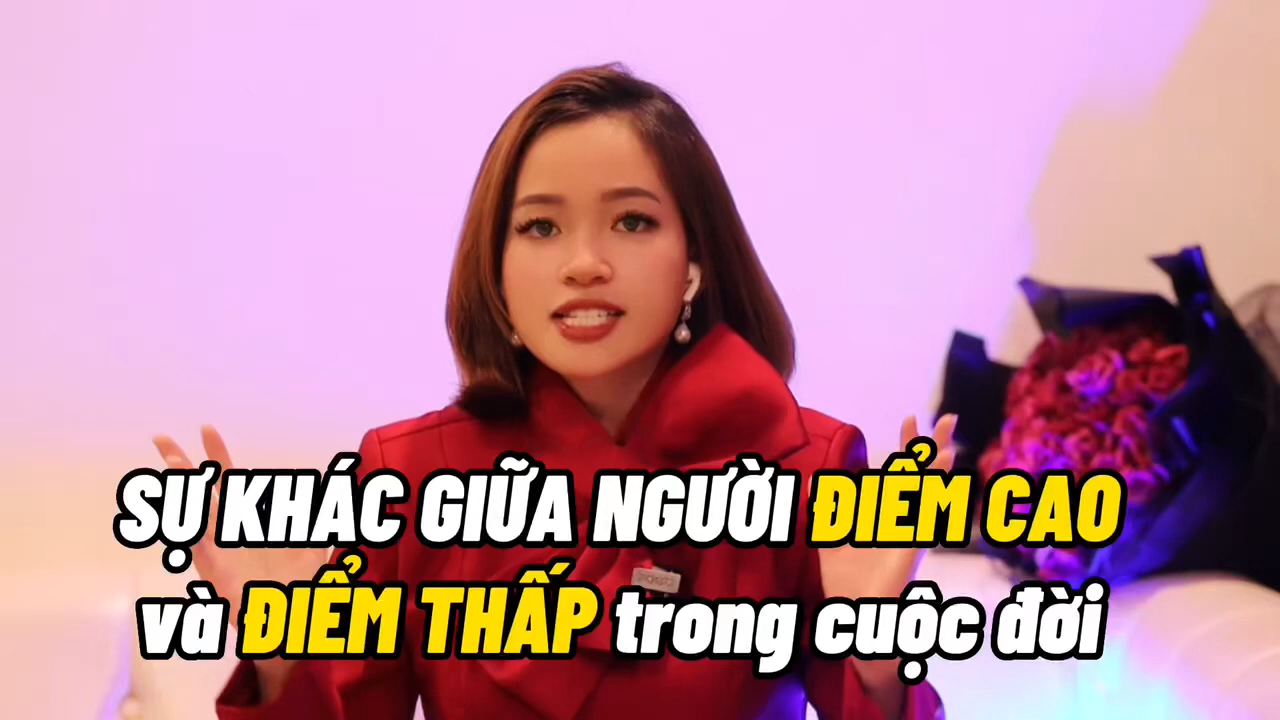 SỰ KHÁC GIỮA NGƯỜI ĐIỂM CAO
và ĐIỂM THẤP trong cuộc đời